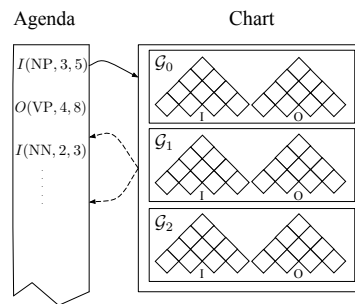 Agenda
Chart
I(NP, 3, 5)
O(VP, 4, 8)
I(NN, 2, 3)
G₀
I
O
G₁
I
O
G₂
I
O